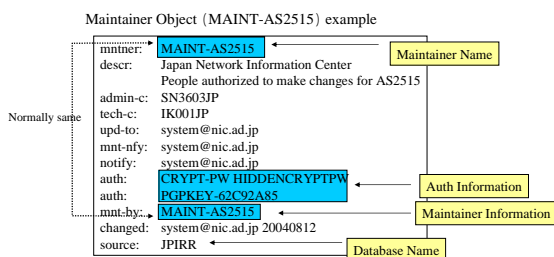 Maintainer Object (MAINT-AS2515) example
mntner: MAINT-AS2515
Maintainer Name
descr: Japan Network Information Center
People authorized to make changes for AS2515
admin-c: SN3603JP
tech-c: IK001JP
Normally same
upd-to: system@nic.ad.jp
mnt-nfy: system@nic.ad.jp
notify: system@nic.ad.jp
auth: CRYPT-PW HIDDENCRYPTPW
auth: PGPKEY-62C92A85
Auth Information
mnt-by: MAINT-AS2515
Maintainer Information
changed: system@nic.ad.jp 20040812
source: JPIRR
Database Name